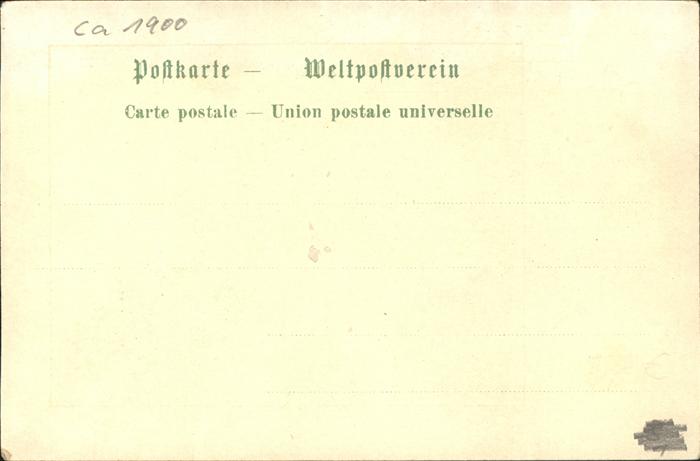 ca 1900
Postkarte — Weltpostverein
Carte postale — Union postale universelle